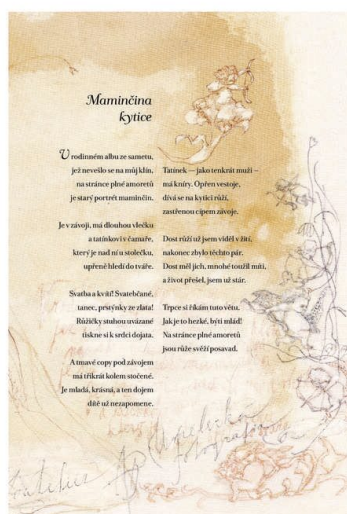 Maminčina
kytice
U rodinném albu ze sametu,
jež nevešlo se na můj klín,
na stránce plné amoretů
je starý portrét maminčin.
Je v závoji, má dlouhou vlečku
a tatínkovi v čamaře,
který je nad ní u stolečku,
upřeně hledí do tváře.
Svatba a kvítí! Svatebčané,
tanec, prstýnky ze zlata!
Růžičky stuhou uvázané
tiskne si k srdci dojata.
A tmavé copy pod závojem
má třikrát kolem stočené.
Je mladá, krásná, a ten dojem
dítě už nezapomene.
Tatínek — jako tenkrát muži –
má kníry. Opřen vestoje,
dívá se na kytici růží,
zastřenou cípem závoje.
Dost růží už jsem viděl v žití,
nakonec zbylo těchto pár.
Dost měl jich, mnohé toužil míti,
a život přešel, jsem už stár.
Trpce si říkám tuto větu.
Jak je to hezké, býti mlád!
Na stránce plné amoretů
jsou růže svěží posavad.